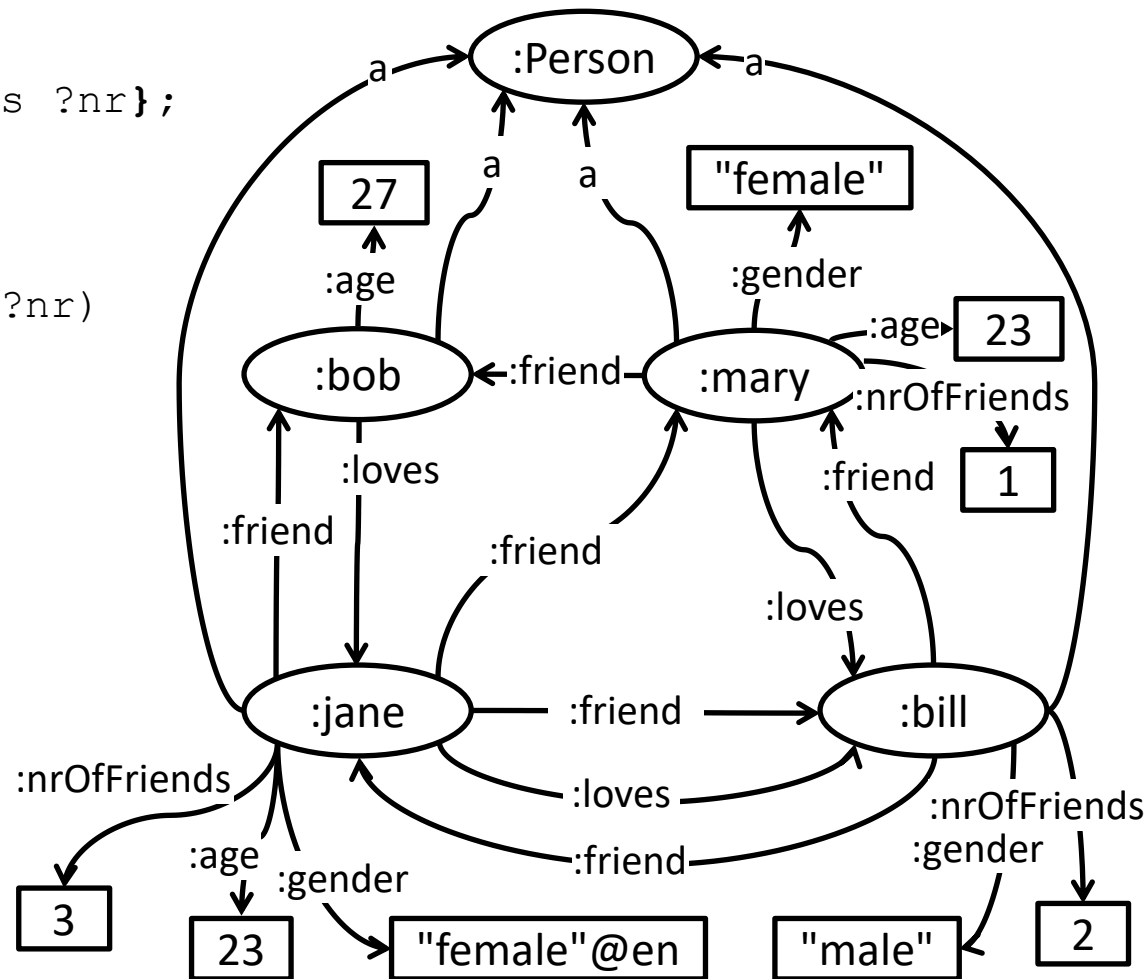 :Person
a
a
s ?nr};
a
a
"female"
27
:gender
:age
?nr)
:age
23
:bob
:friend
:mary
:nrOfFriends
:loves
:friend
1
:friend
:friend
:loves
:jane
:friend
:bill
:nrOfFriends
:loves
:nrOfFriends
:age
:friend
:gender
:gender
3
23
"female"@en
"male"
2